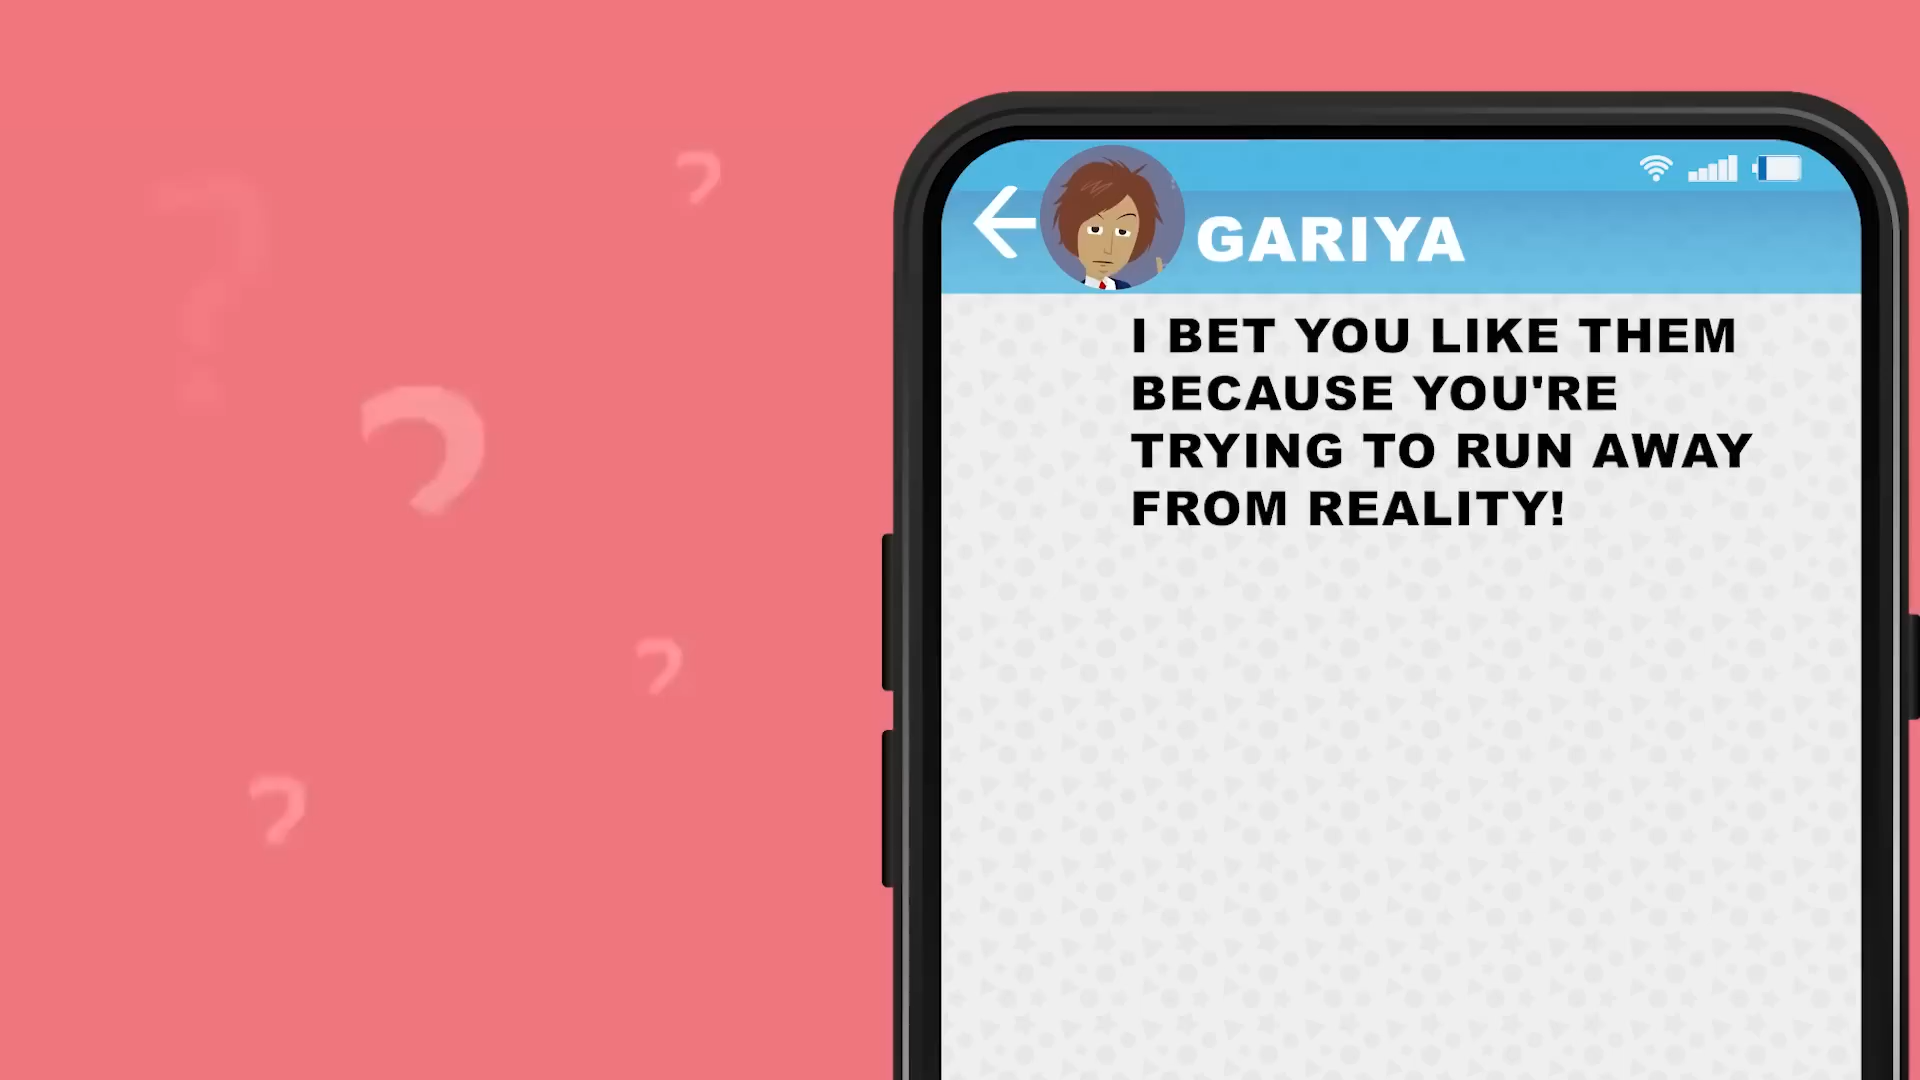 GARIYA
I BET YOU LIKE THEM
BECAUSE YOU'RE
TRYING TO RUN AWAY
FROM REALITY!